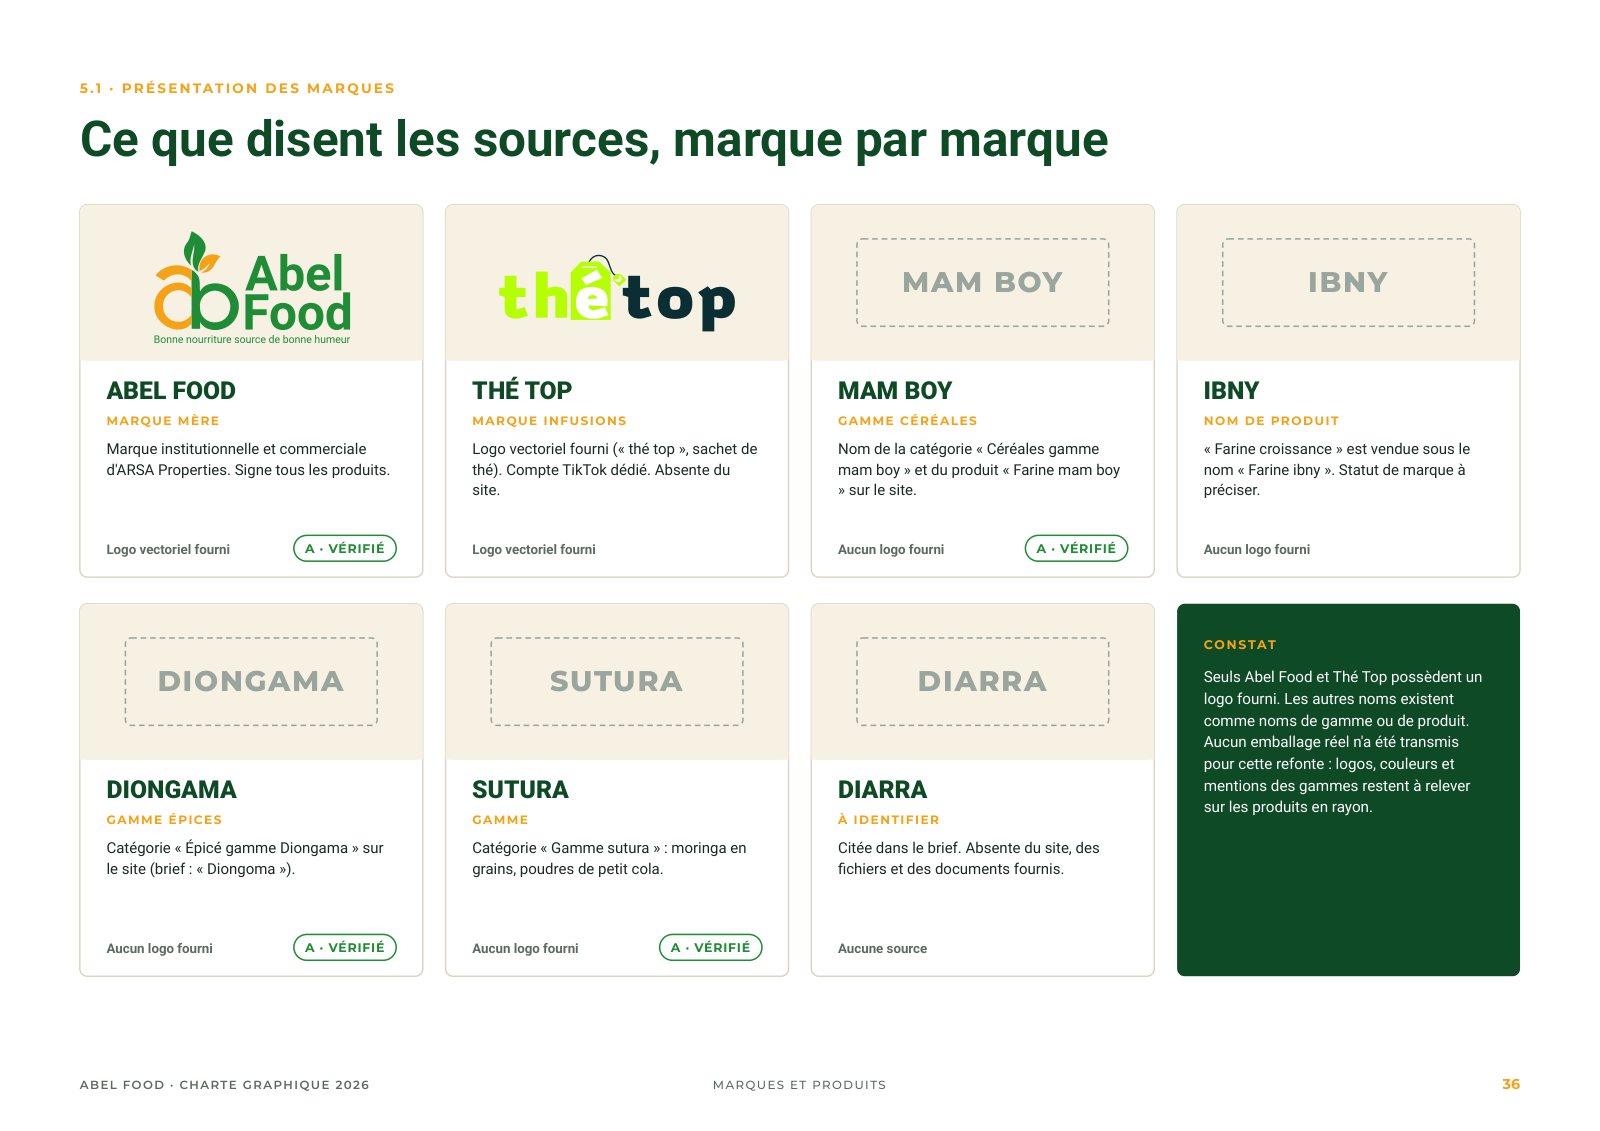 5.1 · PRÉSENTATION DES MARQUES
Ce que disent les sources, marque par marque
Abel
Food
Bonne nourriture source de bonne humeur
ABEL FOOD
MARQUE MÈRE
Marque institutionnelle et commerciale
d'ARSA Properties. Signe tous les produits.
Logo vectoriel fourni
A · VÉRIFIÉ
thé top
THÉ TOP
MARQUE INFUSIONS
Logo vectoriel fourni (« thé top », sachet de
thé). Compte TikTok dédié. Absente du
site.
Logo vectoriel fourni
MAM BOY
MAM BOY
GAMME CÉRÉALES
Nom de la catégorie « Céréales gamme
mam boy » et du produit « Farine mam boy
» sur le site.
Aucun logo fourni
A · VÉRIFIÉ
IBNY
IBNY
NOM DE PRODUIT
« Farine croissance » est vendue sous le
nom « Farine ibny ». Statut de marque à
préciser.
Aucun logo fourni
DIONGAMA
DIONGAMA
GAMME ÉPICES
Catégorie « Épicé gamme Diongama » sur
le site (brief : « Diongoma »).
Aucun logo fourni
A · VÉRIFIÉ
SUTURA
SUTURA
GAMME
Catégorie « Gamme sutura » : moringa en
grains, poudres de petit cola.
Aucun logo fourni
A · VÉRIFIÉ
DIARRA
DIARRA
À IDENTIFIER
Citée dans le brief. Absente du site, des
fichiers et des documents fournis.
Aucune source
CONSTAT
Seuls Abel Food et Thé Top possèdent un
logo fourni. Les autres noms existent
comme noms de gamme ou de produit.
Aucun emballage réel n'a été transmis
pour cette refonte : logos, couleurs et
mentions des gammes restent à relever
sur les produits en rayon.
ABEL FOOD · CHARTE GRAPHIQUE 2026
MARQUES ET PRODUITS
36